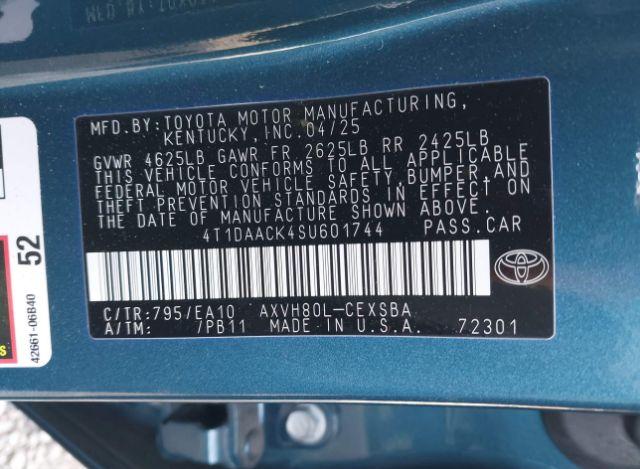 MFD.BY:TOYOTA MOTOR MANUFACTURING,
KENTUCKY,INC.04/25
GVWR 4625LB GAWR FR 2625LB RR 2425LB
THIS VEHICLE CONFORMS TO ALL APPLICABLE
FEDERAL MOTOR VEHICLE SAFETY,BUMPER,AND
THEFT PREVENTION STANDARDS IN EFFECT ON
THE DATE OF MANUFACTURE SHOWN ABOVE.
4T1DAACK4SU601744 PASS.CAR
C/TR:795/EA10 AXVH80L-CEXSBA
A/TM: 7PB11 MADE IN U.S.A. 72301
52
42661-06B40